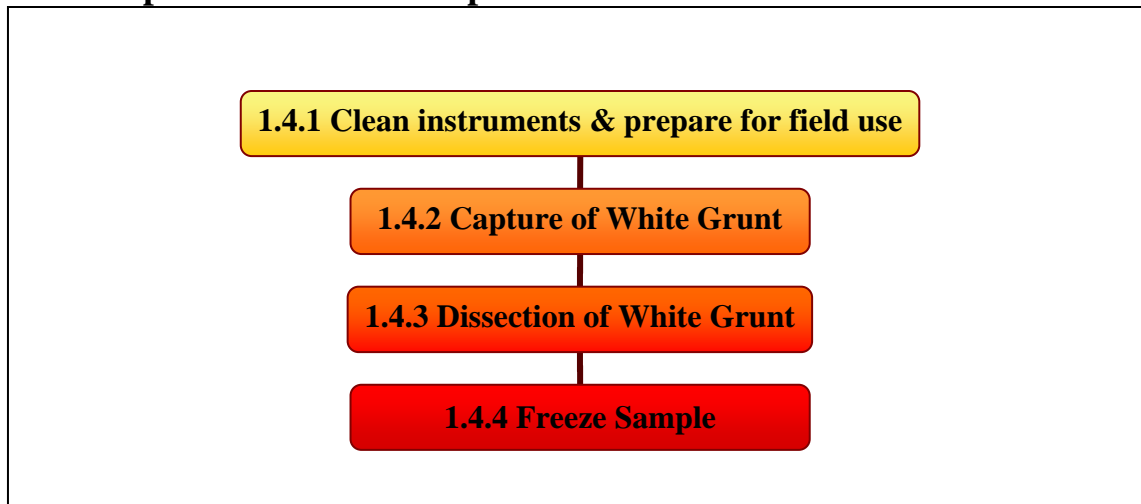 1.4.1 Clean instruments & prepare for field use
1.4.2 Capture of White Grunt
1.4.3 Dissection of White Grunt
1.4.4 Freeze Sample